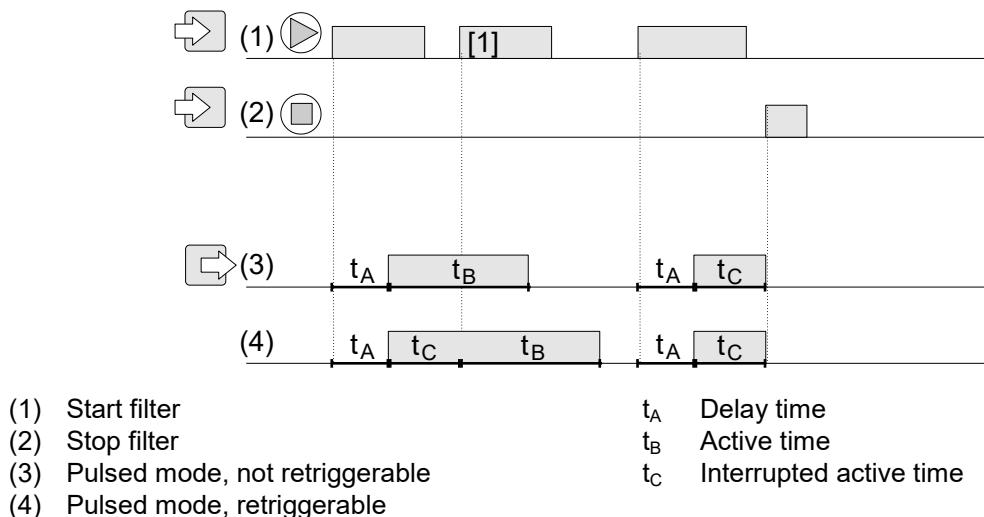 (1) [1]
(2)
(3) tA tB tA tC
(4) tA tC tB tA tC
(1) Start filter
(2) Stop filter
(3) Pulsed mode, not retriggerable
(4) Pulsed mode, retriggerable
tA Delay time
tB Active time
tC Interrupted active time